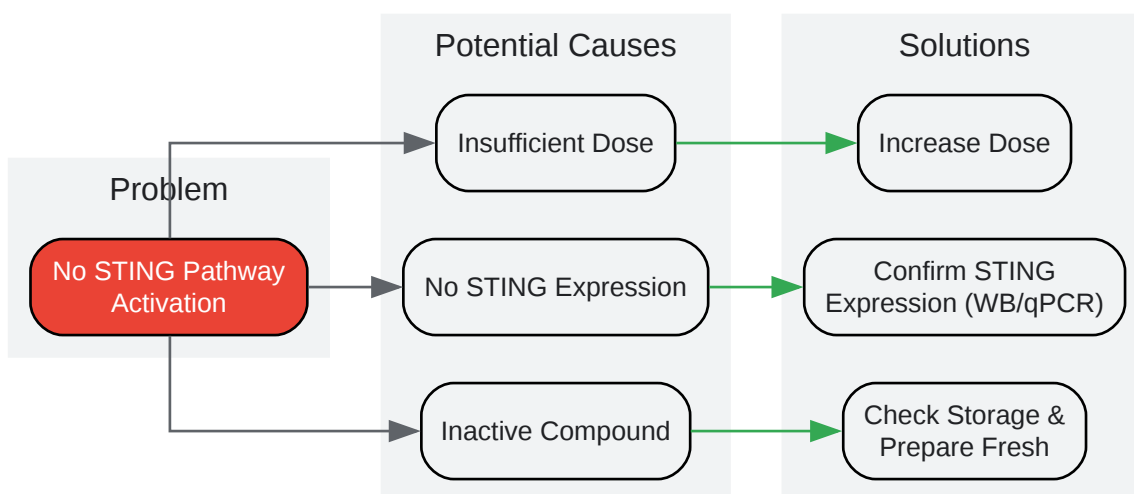 Potential Causes
Solutions
Insufficient Dose
Increase Dose
Problem
No STING Pathway
Activation
No STING Expression
Confirm STING
Expression (WB/qPCR)
Inactive Compound
Check Storage &
Prepare Fresh